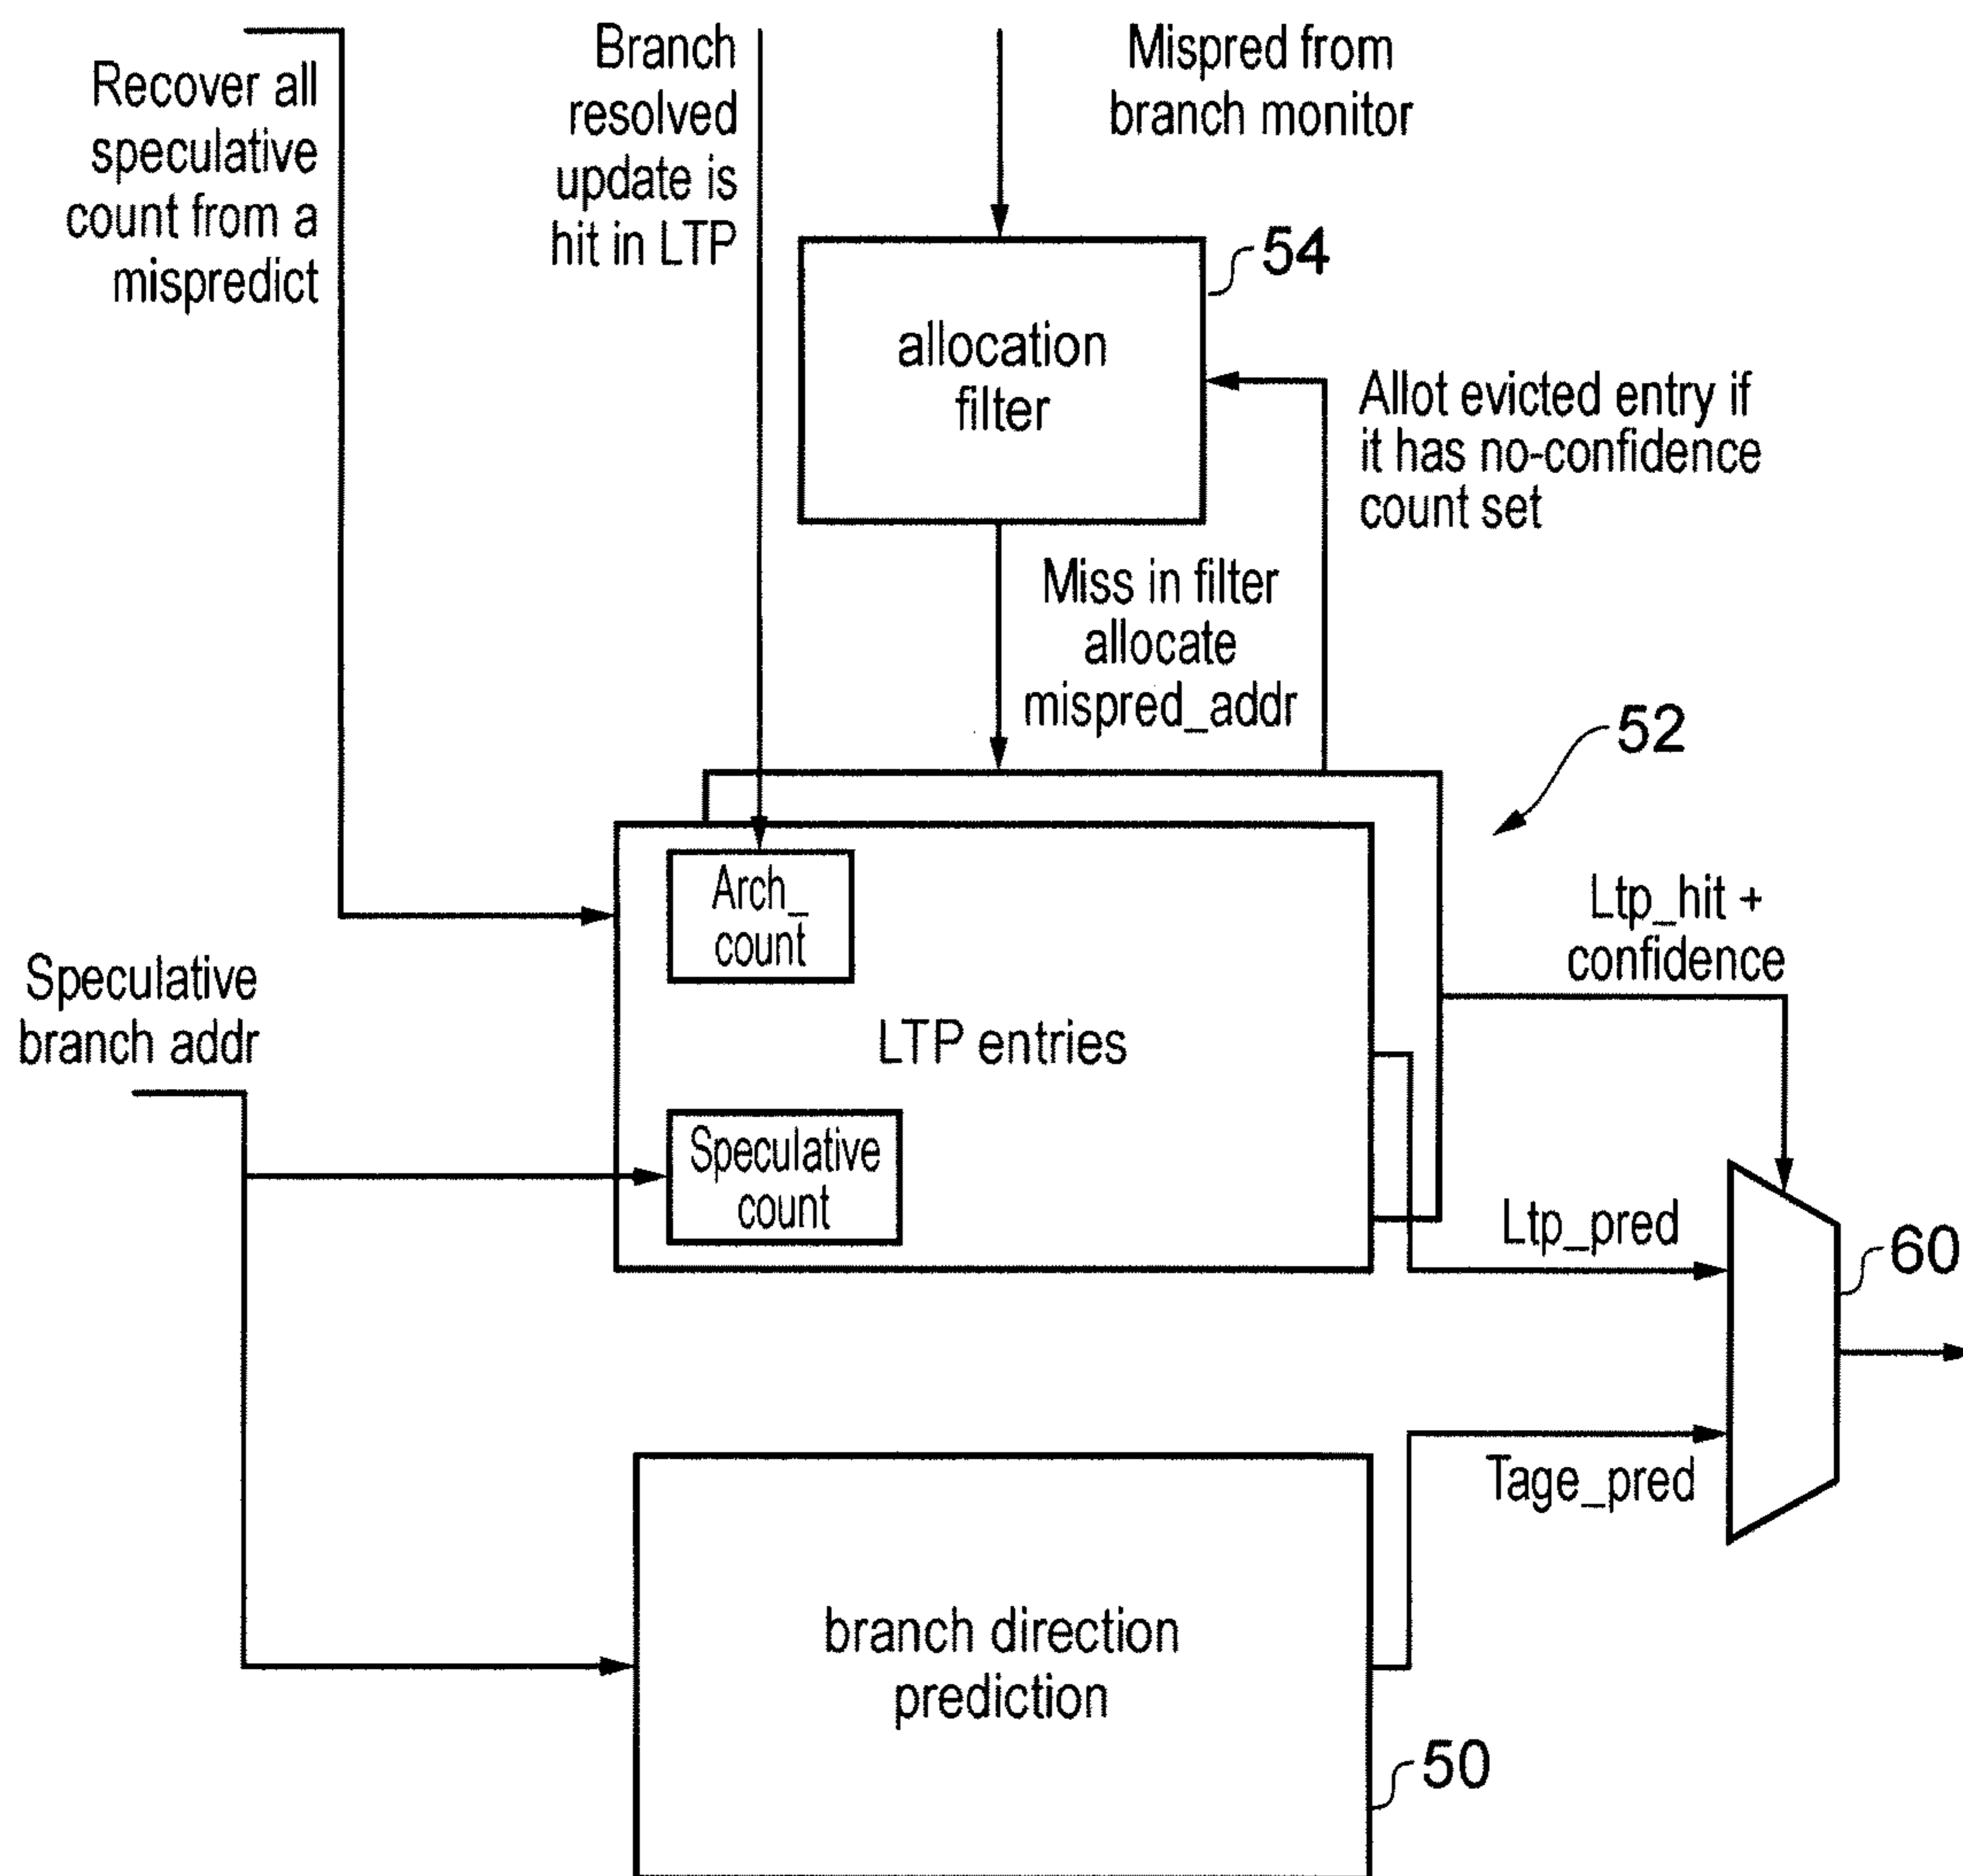 Recover all
speculative
count from a
mispredict
Branch
resolved
update is
hit in LTP
Mispred from
branch monitor
54
allocation
filter
Allot evicted entry if
it has no-confidence
count set
Miss in filter
allocate
mispred_addr
52
Arch_
count
Ltp_hit +
confidence
Speculative
branch addr
LTP entries
Speculative
count
Ltp_pred
60
Tage_pred
branch direction
prediction
50